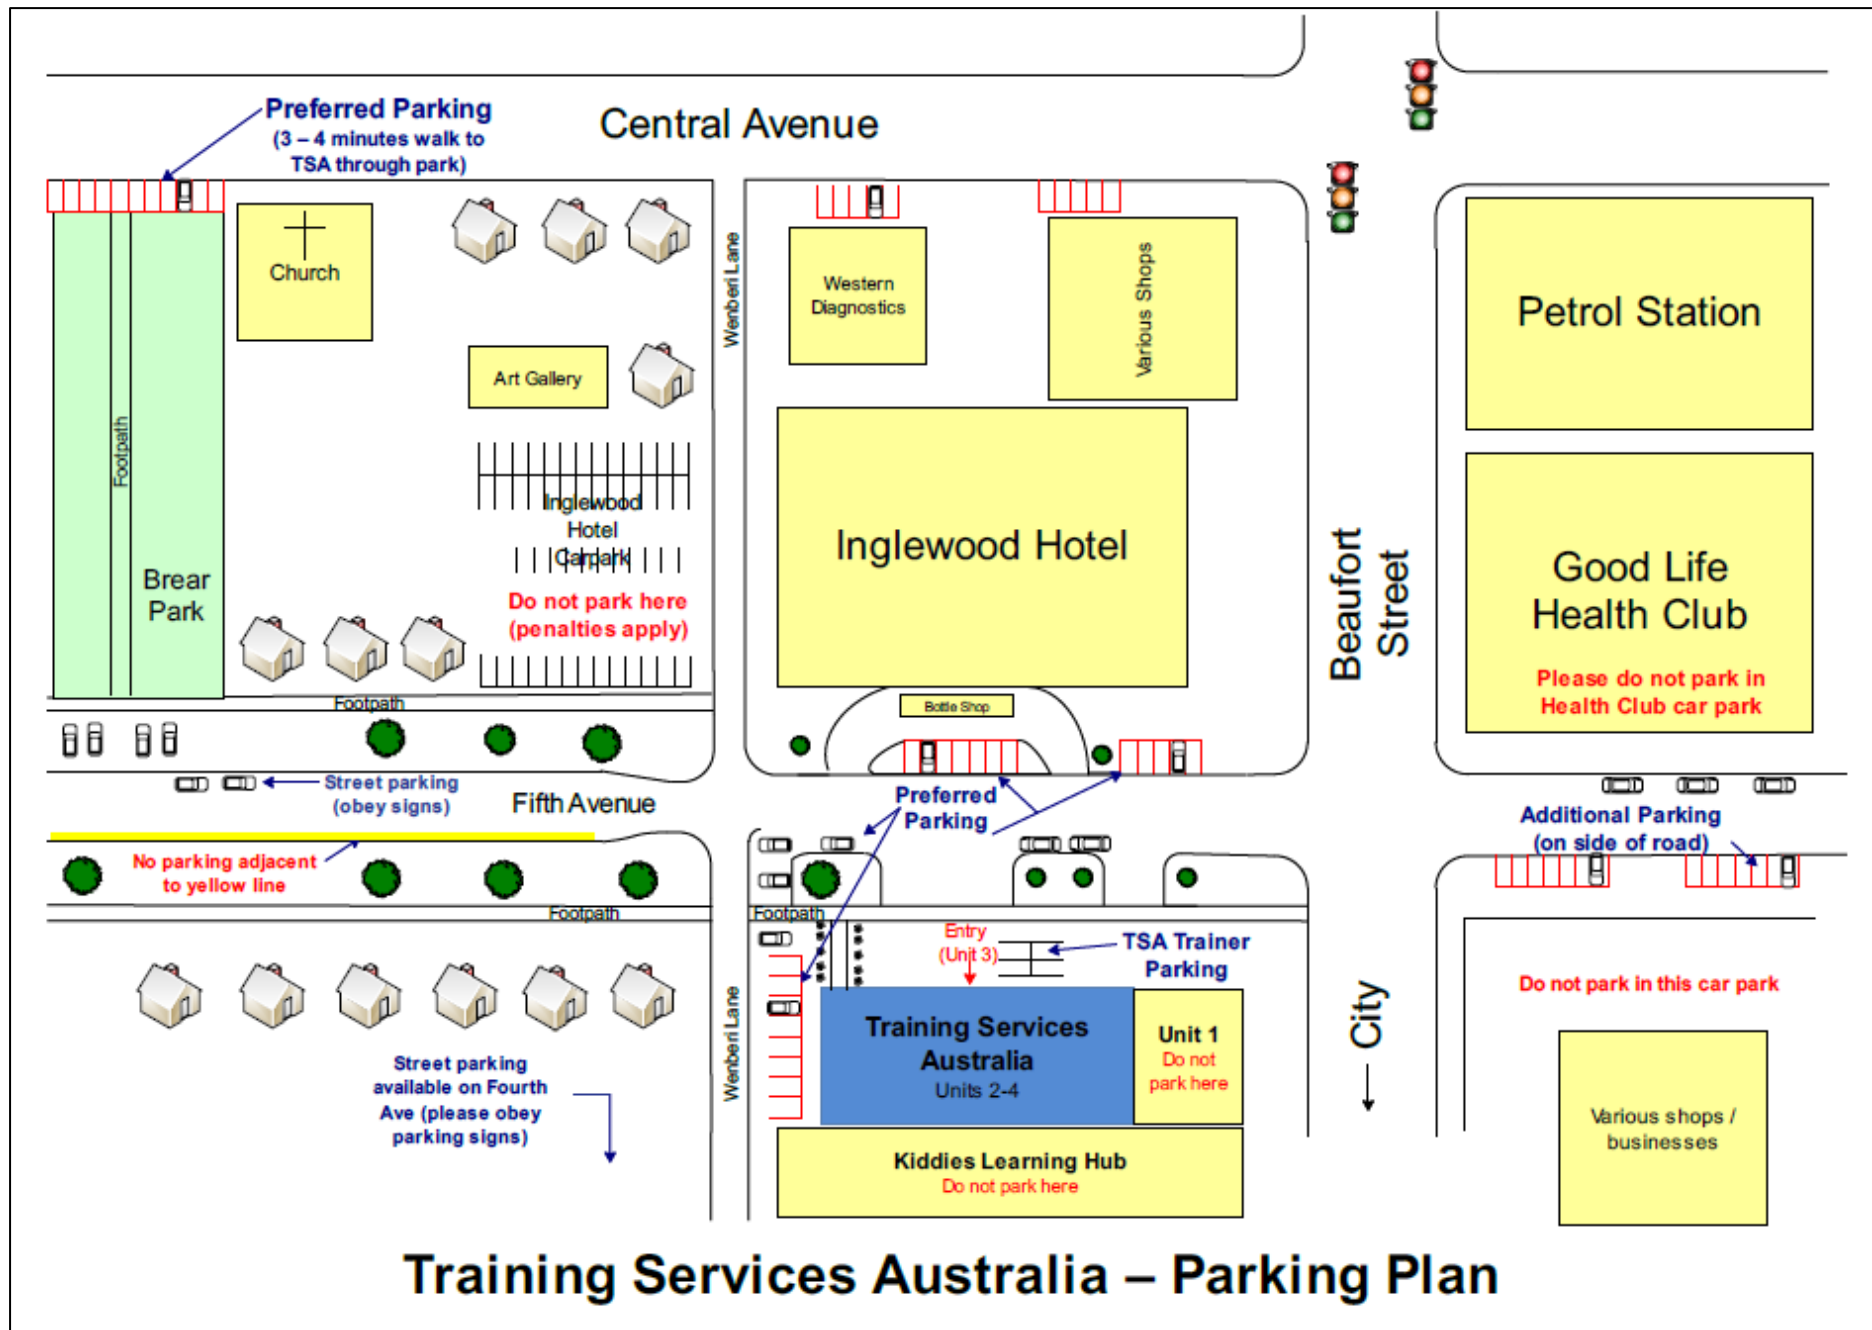 Preferred Parking
(3 – 4 minutes walk to
TSA through park)
Central Avenue
Church
Wenberi Lane
Western
Diagnostics
Various Shops
Petrol Station
Art Gallery
Footpath
Inglewood
Hotel
Carpark
Do not park here
(penalties apply)
Brear
Park
Inglewood Hotel
Beaufort
Street
Good Life
Health Club
Please do not park in
Health Club car park
Footpath
Bottle Shop
Street parking
(obey signs)
Fifth Avenue
Preferred
Parking
Additional Parking
(on side of road)
No parking adjacent
to yellow line
Footpath
Footpath
Entry
(Unit 3)
TSA Trainer
Parking
Do not park in this car park
Wenberi Lane
Training Services
Australia
Units 2-4
Unit 1
Do not
park here
City
Street parking
available on Fourth
Ave (please obey
parking signs)
Various shops /
businesses
Kiddies Learning Hub
Do not park here
Training Services Australia – Parking Plan